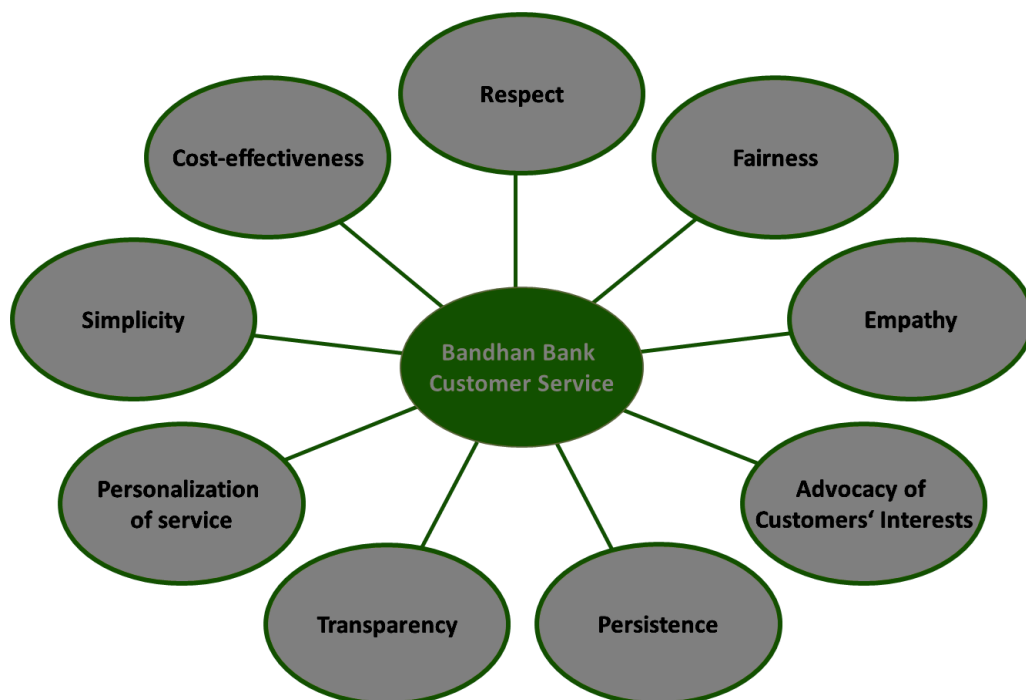 Respect
Cost-effectiveness
Fairness
Simplicity
Empathy
Bandhan Bank
Customer Service
Personalization
of service
Advocacy of
Customers‘ Interests
Transparency
Persistence